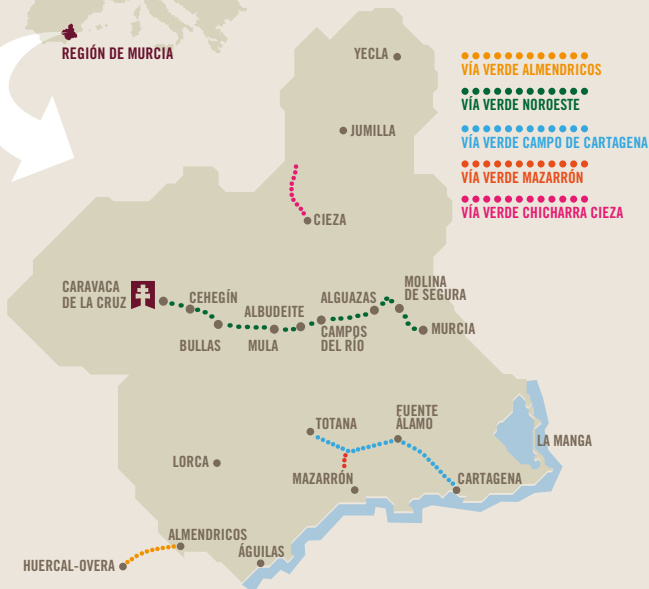 REGIÓN DE MURCIA
YECLA
JUMILLA
CIEZA
VÍA VERDE ALMENDRICOS
VÍA VERDE NOROESTE
VÍA VERDE CAMPO DE CARTAGENA
VÍA VERDE MAZARRÓN
VÍA VERDE CHICHARRA CIEZA
CARAVACA
DE LA CRUZ
CEHEGÍN
BULLAS
ALBUDEITE
MULA
ALGUAZAS
CAMPOS
DEL RÍO
MOLINA
DE SEGURA
MURCIA
TOTANA
FUENTE
ÁLAMO
LA MANGA
LORCA
MAZARRÓN
CARTAGENA
ALMENDRICOS
HUERCAL-OVERA
ÁGUILAS